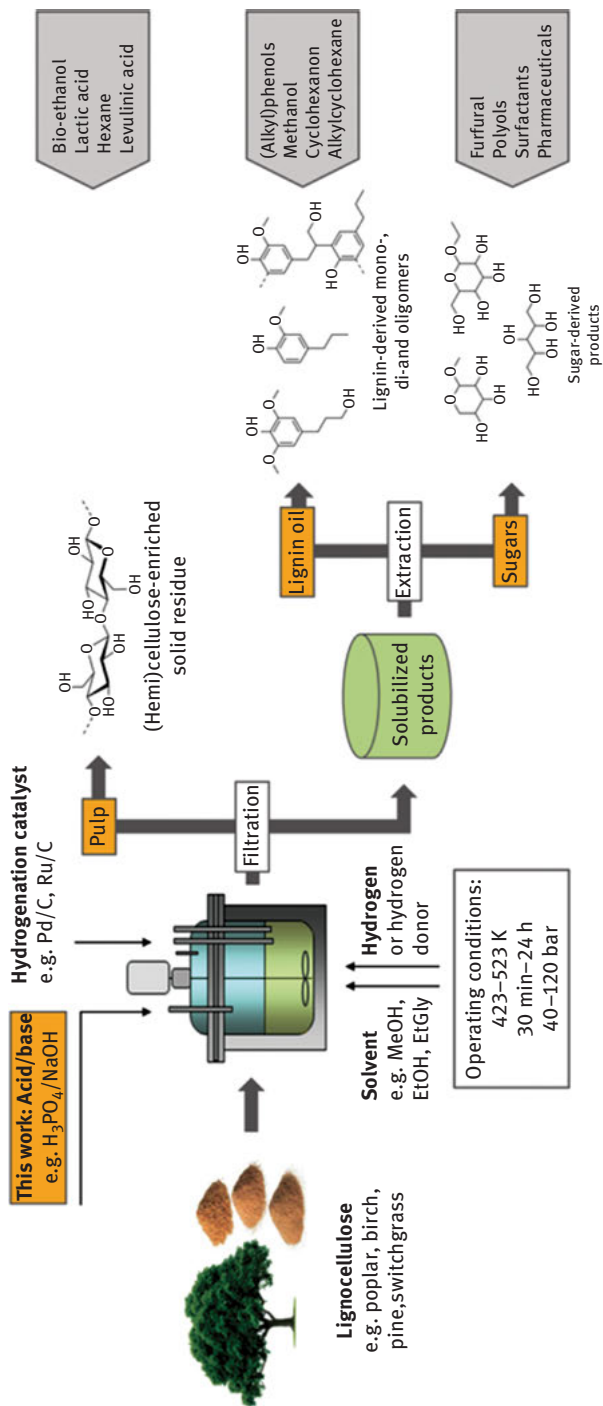 This work: Acid/base
e.g. H₃PO₄/NaOH
Hydrogenation catalyst
e.g. Pd/C, Ru/C
Lignocellulose
e.g. poplar, birch,
pine,switchgrass
Solvent
e.g. MeOH,
EtOH, EtGly
Hydrogen
or hydrogen
donor
Operating conditions:
423–523 K
30 min–24 h
40–120 bar
Filtration
Pulp
(Hemi)cellulose-enriched
solid residue
Solubilized
products
Extraction
Lignin oil
Sugars
Lignin-derived mono-,
di-and oligomers
Sugar-derived
products
Bio-ethanol
Lactic acid
Hexane
Levulinic acid
(Alkyl)phenols
Methanol
Cyclohexanon
Alkylcyclohexane
Furfural
Polyols
Surfactants
Pharmaceuticals